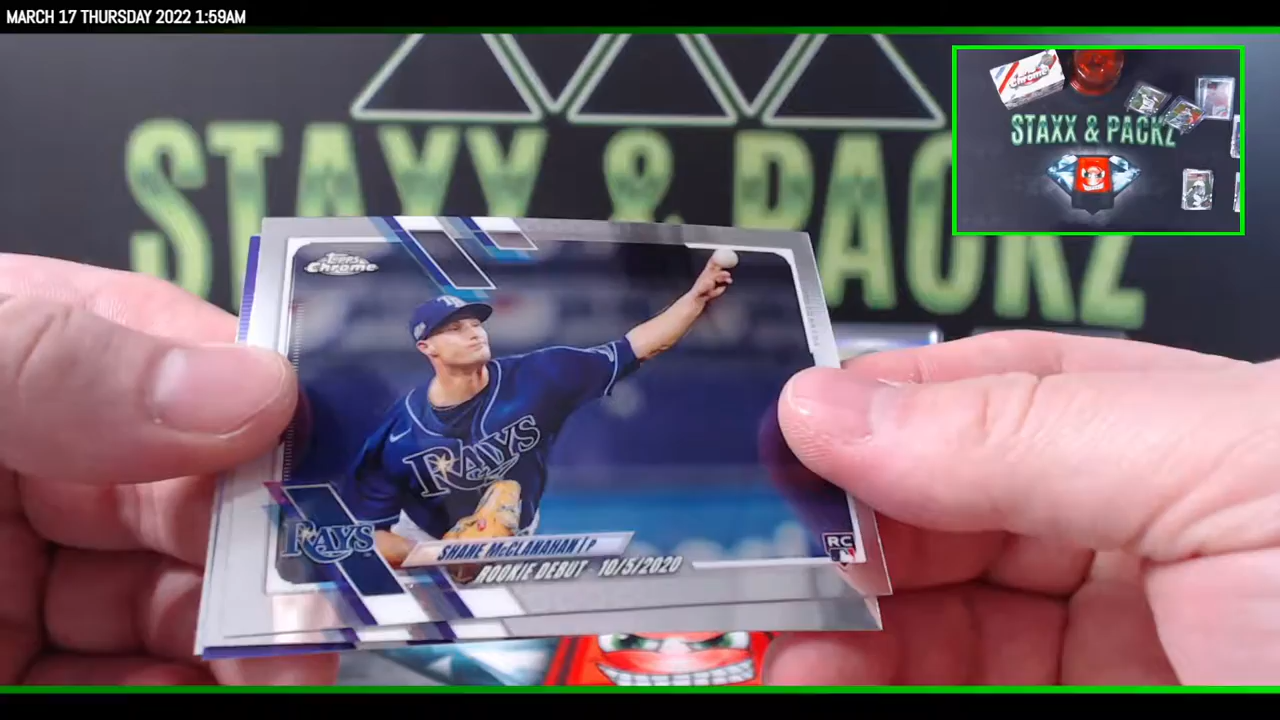 MARCH 17 THURSDAY 2022 1:59AM
STAXX & PACKZ
Topps
Chrome
RAYS
RAYS
SHANE McCLANAHAN | P
ROOKIE DEBUT - 10/5/2020
RC
Chrome
STAXX & PACKZ